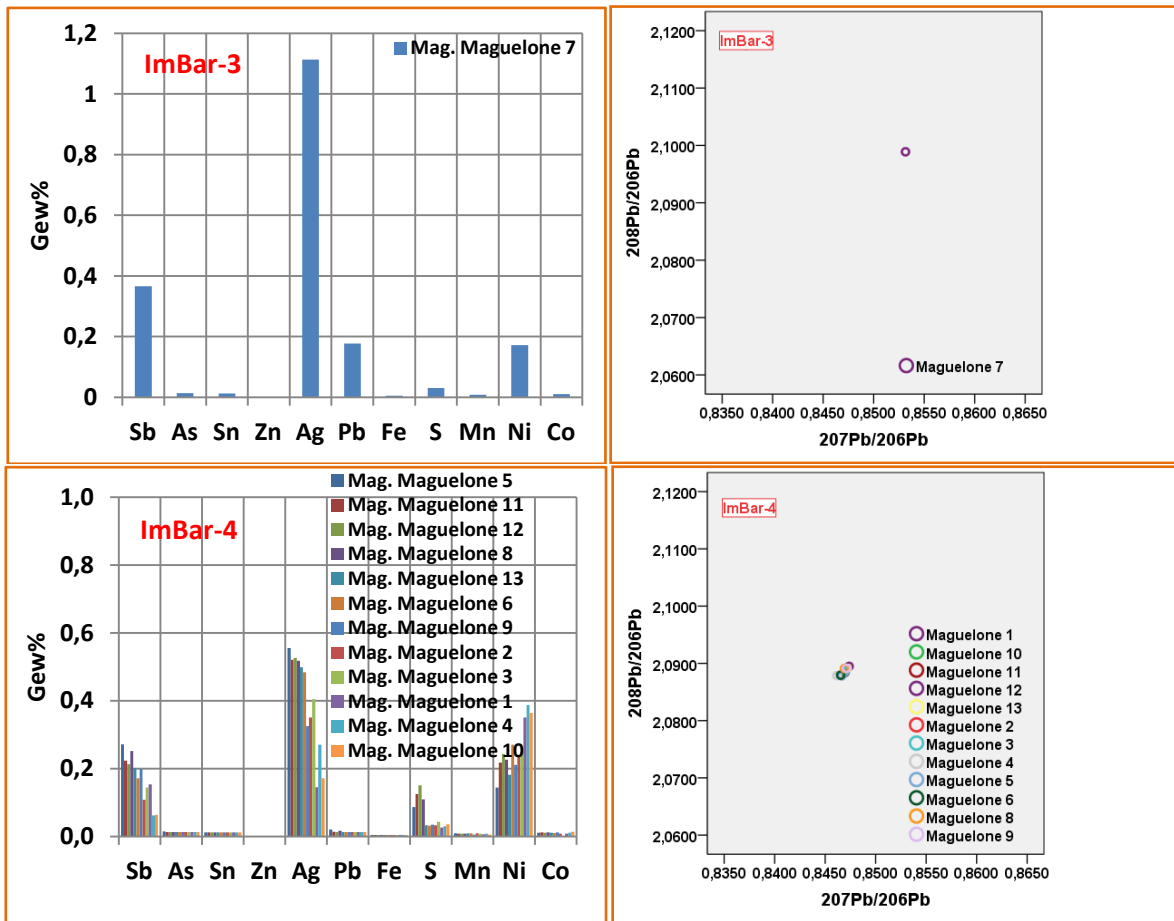 1,2
1
0,8
0,6
0,4
0,2
0
Gew%
ImBar-3
Mag. Maguelone 7
Sb As Sn Zn Ag Pb Fe S Mn Ni Co
ImBar-3
2,1200
2,1100
2,1000
2,0900
2,0800
2,0700
2,0600
208Pb/206Pb
Maguelone 7
0,8350 0,8400 0,8450 0,8500 0,8550 0,8600 0,8650
207Pb/206Pb
1,0
0,8
0,6
0,4
0,2
0,0
Gew%
ImBar-4
Mag. Maguelone 5
Mag. Maguelone 11
Mag. Maguelone 12
Mag. Maguelone 8
Mag. Maguelone 13
Mag. Maguelone 6
Mag. Maguelone 9
Mag. Maguelone 2
Mag. Maguelone 3
Mag. Maguelone 1
Mag. Maguelone 4
Mag. Maguelone 10
Sb As Sn Zn Ag Pb Fe S Mn Ni Co
ImBar-4
2,1200
2,1100
2,1000
2,0900
2,0800
2,0700
2,0600
208Pb/206Pb
Maguelone 1
Maguelone 10
Maguelone 11
Maguelone 12
Maguelone 13
Maguelone 2
Maguelone 3
Maguelone 4
Maguelone 5
Maguelone 6
Maguelone 8
Maguelone 9
0,8350 0,8400 0,8450 0,8500 0,8550 0,8600 0,8650
207Pb/206Pb